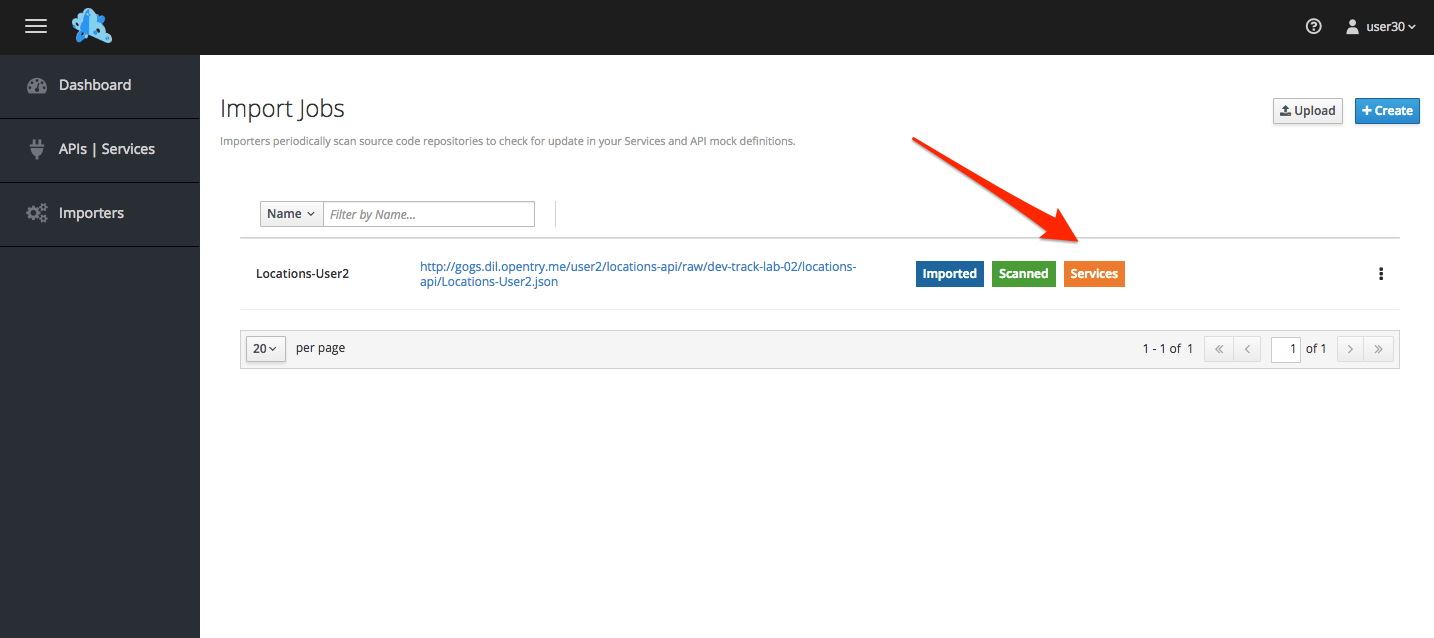 user30
Dashboard
APIs | Services
Importers
Import Jobs
Upload
Create
Importers periodically scan source code repositories to check for update in your Services and API mock definitions.
Name
Filter by Name...
Locations-User2
http://gogs.dil.opentry.me/user2/locations-api/raw/dev-track-lab-02/locations-
api/Locations-User2.json
Imported
Scanned
Services
20
per page
1 - 1 of 1
1
of 1